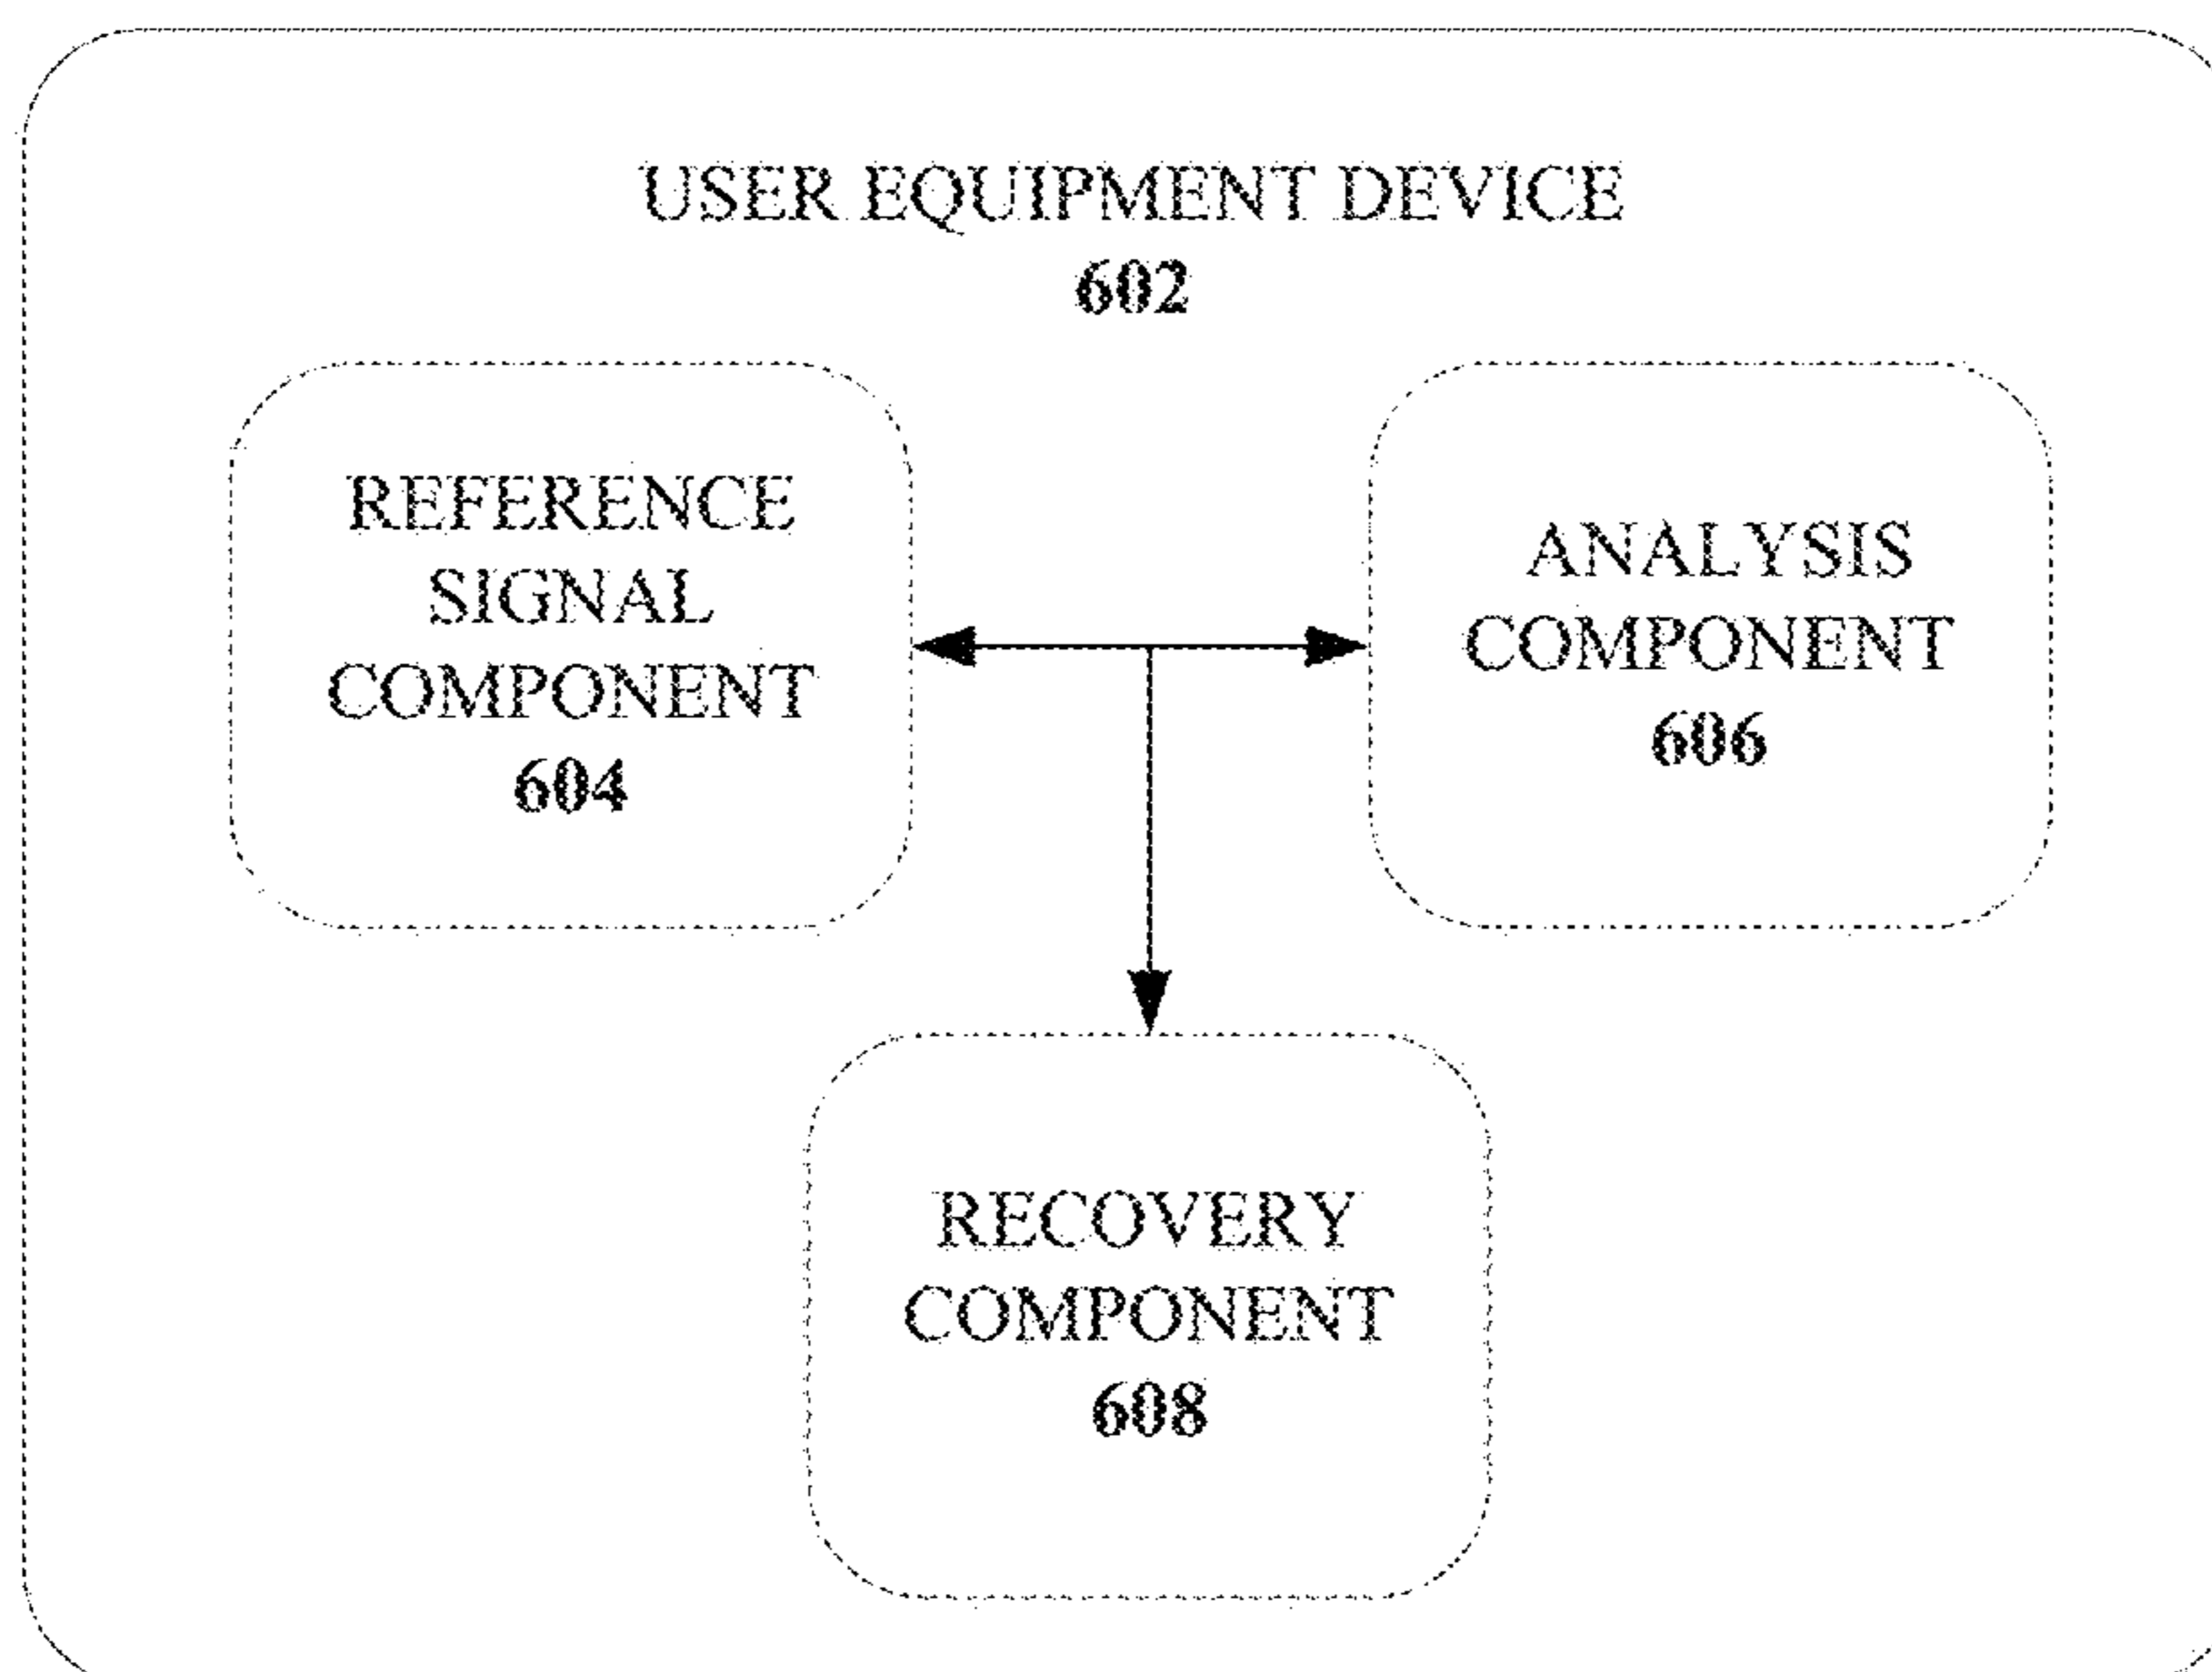 USER EQUIPMENT DEVICE
602
REFERENCE
SIGNAL
COMPONENT
604
ANALYSIS
COMPONENT
606
RECOVERY
COMPONENT
608